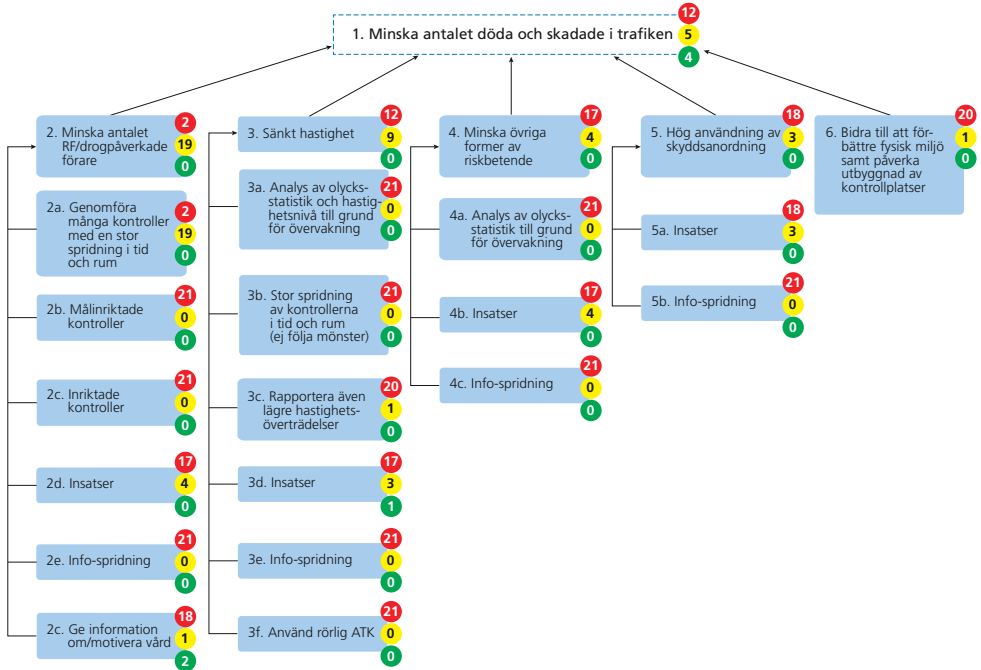 12
1. Minska antalet döda och skadade i trafiken
5
4
2. Minska antalet
RF/drogpåverkade
förare
2
19
0
2a. Genomföra
många kontroller
med en stor
spridning i tid
och rum
2
19
0
2b. Målinriktade
kontroller
21
0
0
2c. Inriktade
kontroller
21
0
0
2d. Insatser
17
4
0
2e. Info-spridning
21
0
0
2c. Ge information
om/motivera vård
18
1
2
3. Sänkt hastighet
12
9
0
3a. Analys av olycks-
statistik och hastig-
hetsnivå till grund
för övervakning
21
0
0
3b. Stor spridning
av kontrollerna
i tid och rum
(ej följa mönster)
21
0
0
3c. Rapportera även
lägre hastighets-
överträdelser
20
1
0
3d. Insatser
17
3
1
3e. Info-spridning
21
0
0
3f. Använd rörlig ATK
21
0
0
4. Minska övriga
former av
riskbetende
17
4
0
4a. Analys av olycks-
statistik till grund
för övervakning
21
0
0
4b. Insatser
17
4
0
4c. Info-spridning
21
0
0
5. Hög användning av
skyddsanordning
18
3
0
5a. Insatser
18
3
0
5b. Info-spridning
21
0
0
6. Bidra till att för-
bättre fysisk miljö
samt påverka
utbyggnad av
kontrollplatser
20
1
0